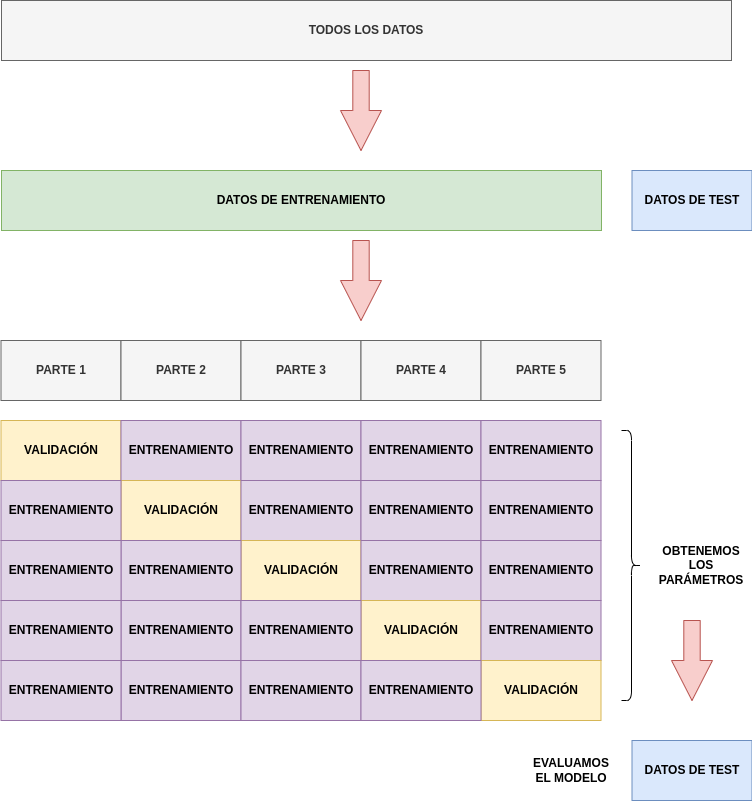 TODOS LOS DATOS
DATOS DE ENTRENAMIENTO
DATOS DE TEST
PARTE 1
PARTE 2
PARTE 3
PARTE 4
PARTE 5
VALIDACIÓN
ENTRENAMIENTO
ENTRENAMIENTO
ENTRENAMIENTO
ENTRENAMIENTO
ENTRENAMIENTO
VALIDACIÓN
ENTRENAMIENTO
ENTRENAMIENTO
ENTRENAMIENTO
ENTRENAMIENTO
ENTRENAMIENTO
VALIDACIÓN
ENTRENAMIENTO
ENTRENAMIENTO
ENTRENAMIENTO
ENTRENAMIENTO
ENTRENAMIENTO
VALIDACIÓN
ENTRENAMIENTO
ENTRENAMIENTO
ENTRENAMIENTO
ENTRENAMIENTO
ENTRENAMIENTO
VALIDACIÓN
OBTENEMOS
LOS
PARÁMETROS
EVALUAMOS
EL MODELO
DATOS DE TEST